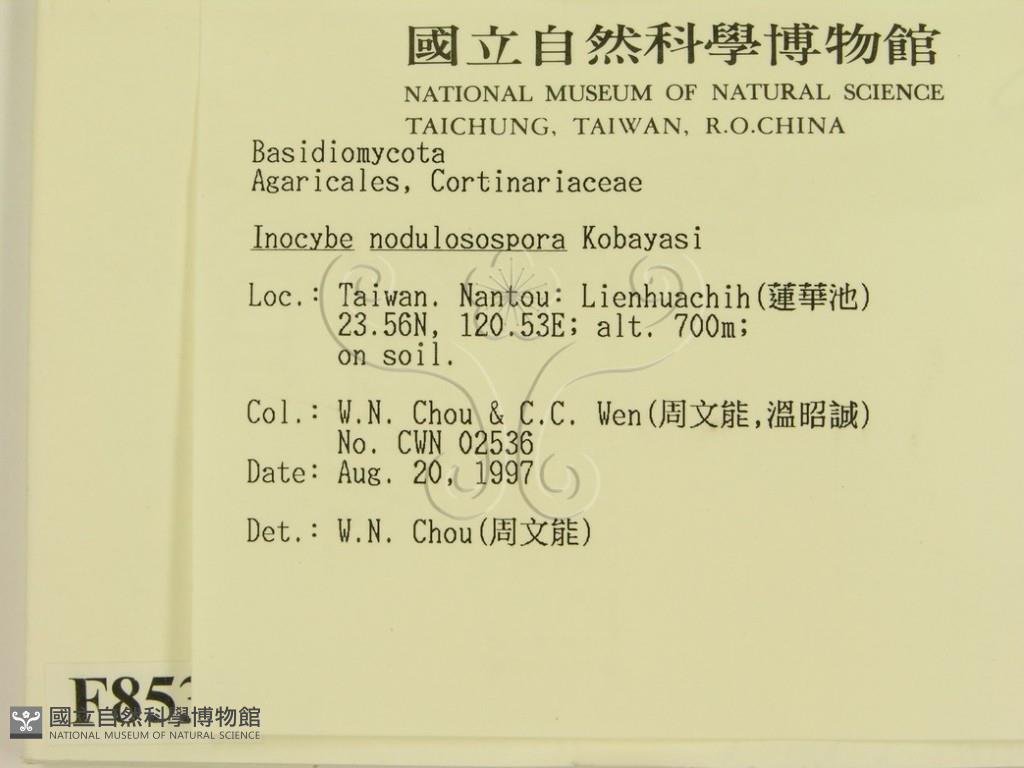 國立自然科學博物館
NATIONAL MUSEUM OF NATURAL SCIENCE
TAICHUNG, TAIWAN, R.O.CHINA
Basidiomycota
Agaricales, Cortinariaceae
Inocybe nodulosospora Kobayasi
Loc.: Taiwan. Nantou: Lienhuachih(蓮華池)
23.56N, 120.53E; alt. 700m;
on soil.
Col.: W.N. Chou & C.C. Wen(周文能,溫昭誠)
No. CWN 02536
Date: Aug. 20, 1997
Det.: W.N. Chou(周文能)
國立自然科學博物館
NATIONAL MUSEUM OF NATURAL SCIENCE